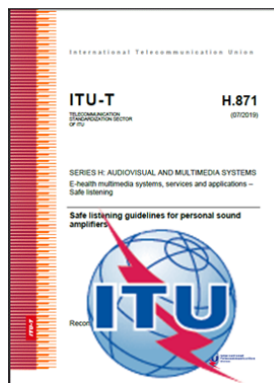 International Telecommunication Union
ITU-T
H.871
TELECOMMUNICATION
STANDARDIZATION SECTOR
OF ITU
(07/2019)
SERIES H: AUDIOVISUAL AND MULTIMEDIA SYSTEMS
E-health multimedia systems, services and applications –
Safe listening
Safe listening guidelines for personal sound
amplifiers
ITU
ITU-T